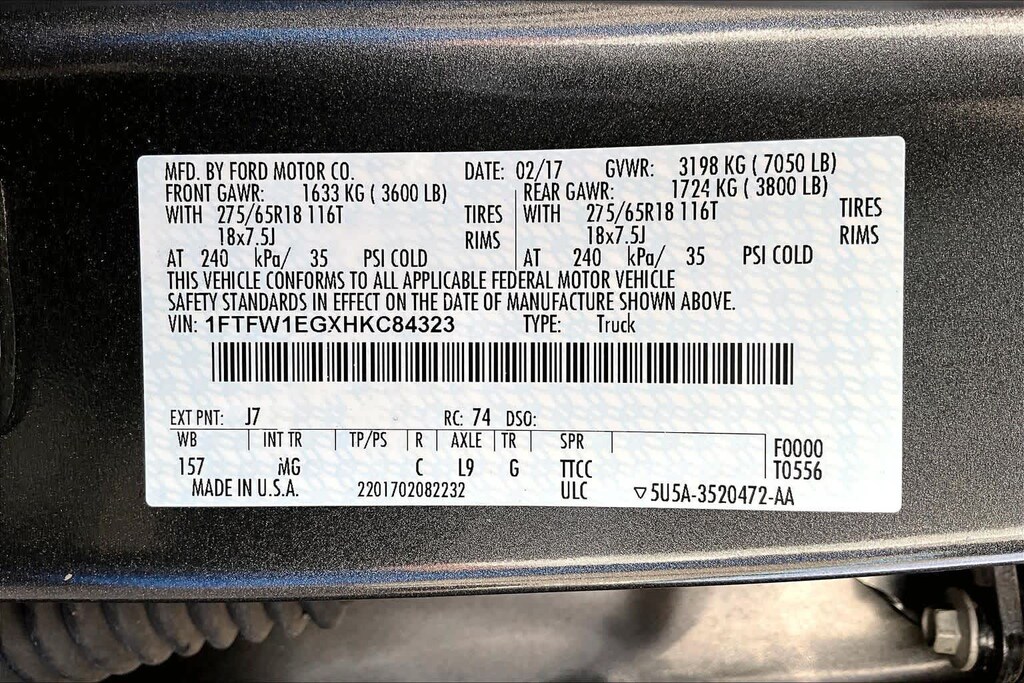 MFD. BY FORD MOTOR CO. DATE: 02/17 GVWR: 3198 KG ( 7050 LB)
FRONT GAWR: 1633 KG ( 3600 LB) REAR GAWR: 1724 KG ( 3800 LB)
WITH 275/65R18 116T TIRES WITH 275/65R18 116T TIRES
18x7.5J RIMS 18x7.5J RIMS
AT 240 kPa/ 35 PSI COLD AT 240 kPa/ 35 PSI COLD
THIS VEHICLE CONFORMS TO ALL APPLICABLE FEDERAL MOTOR VEHICLE
SAFETY STANDARDS IN EFFECT ON THE DATE OF MANUFACTURE SHOWN ABOVE.
VIN: 1FTFW1EGXHKC84323 TYPE: Truck
EXT PNT: J7 RC: 74 DSO:
WB INT TR TP/PS R AXLE TR SPR F0000
157 MG C L9 G TTCC T0556
MADE IN U.S.A. 2201702082232 ULC ▽5U5A-3520472-AA